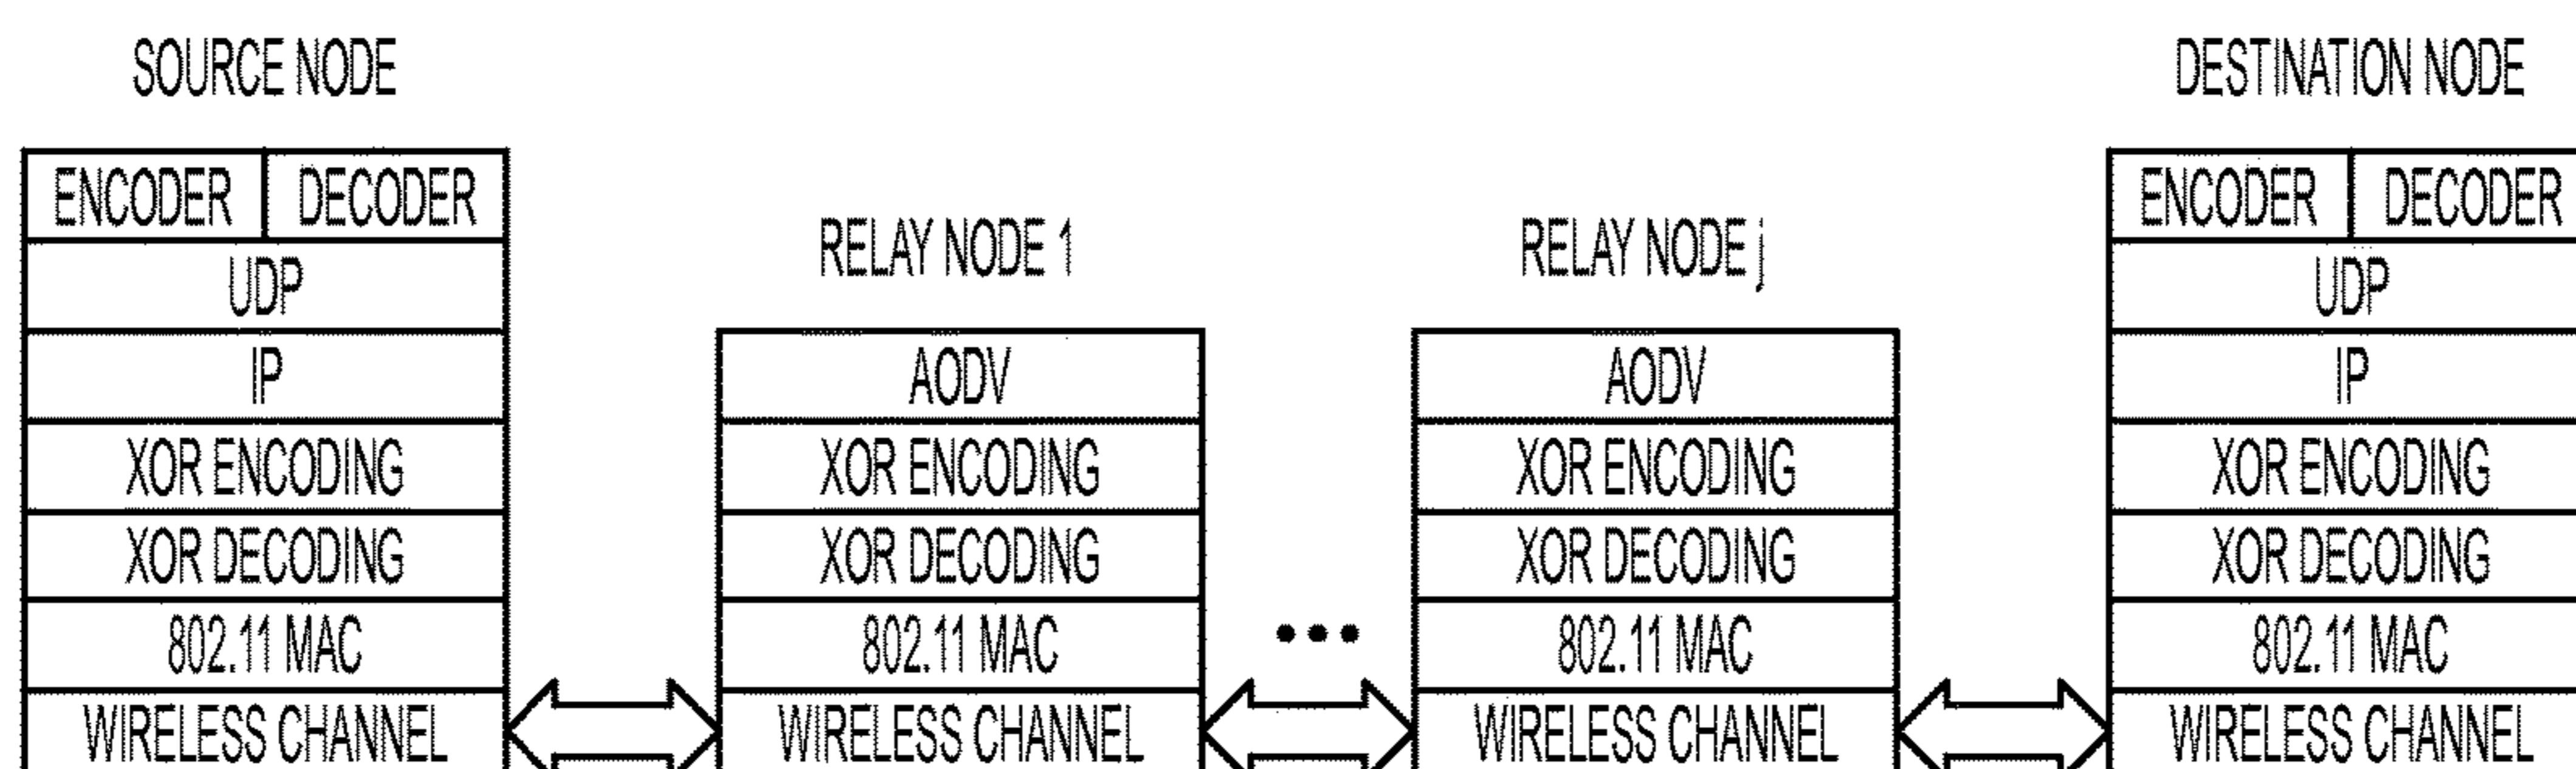 SOURCE NODE
ENCODER DECODER
UDP
IP
XOR ENCODING
XOR DECODING
802.11 MAC
WIRELESS CHANNEL
RELAY NODE 1
AODV
XOR ENCODING
XOR DECODING
802.11 MAC
WIRELESS CHANNEL
RELAY NODE j
AODV
XOR ENCODING
XOR DECODING
802.11 MAC
WIRELESS CHANNEL
DESTINATION NODE
ENCODER DECODER
UDP
IP
XOR ENCODING
XOR DECODING
802.11 MAC
WIRELESS CHANNEL